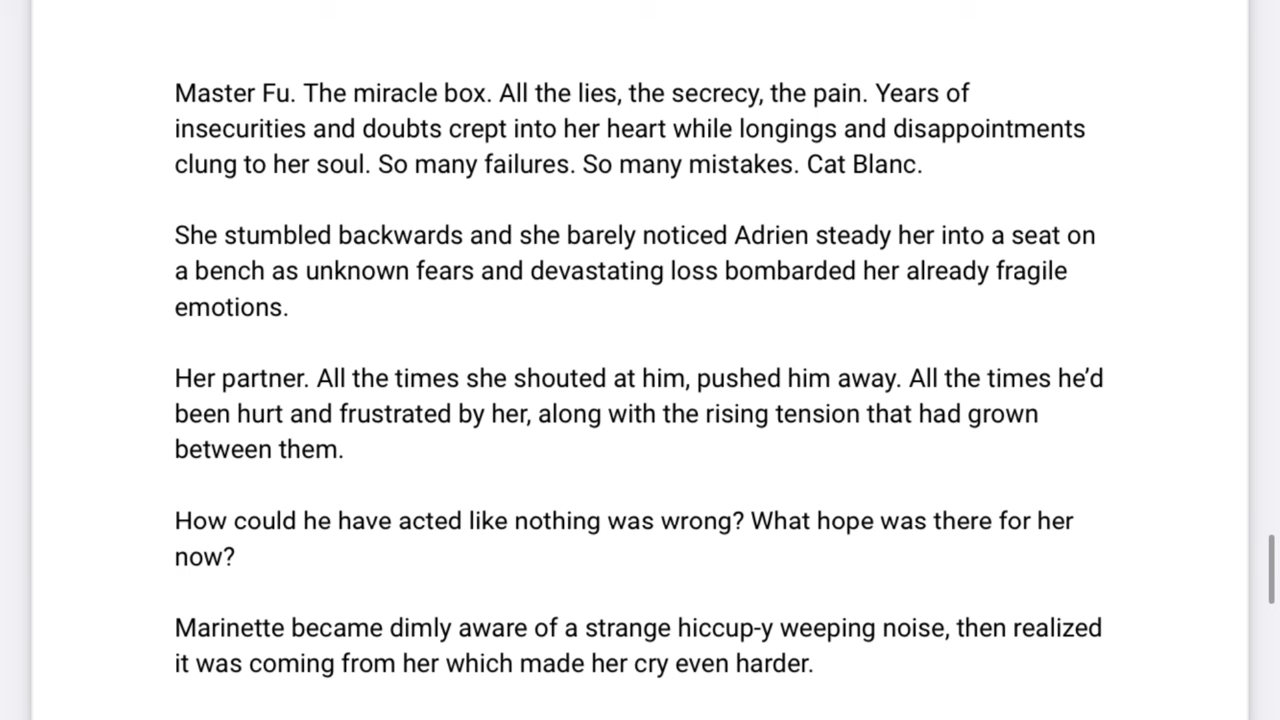 Master Fu. The miracle box. All the lies, the secrecy, the pain. Years of
insecurities and doubts crept into her heart while longings and disappointments
clung to her soul. So many failures. So many mistakes. Cat Blanc.
She stumbled backwards and she barely noticed Adrien steady her into a seat on
a bench as unknown fears and devastating loss bombarded her already fragile
emotions.
Her partner. All the times she shouted at him, pushed him away. All the times he’d
been hurt and frustrated by her, along with the rising tension that had grown
between them.
How could he have acted like nothing was wrong? What hope was there for her
now?
Marinette became dimly aware of a strange hiccup-y weeping noise, then realized
it was coming from her which made her cry even harder.